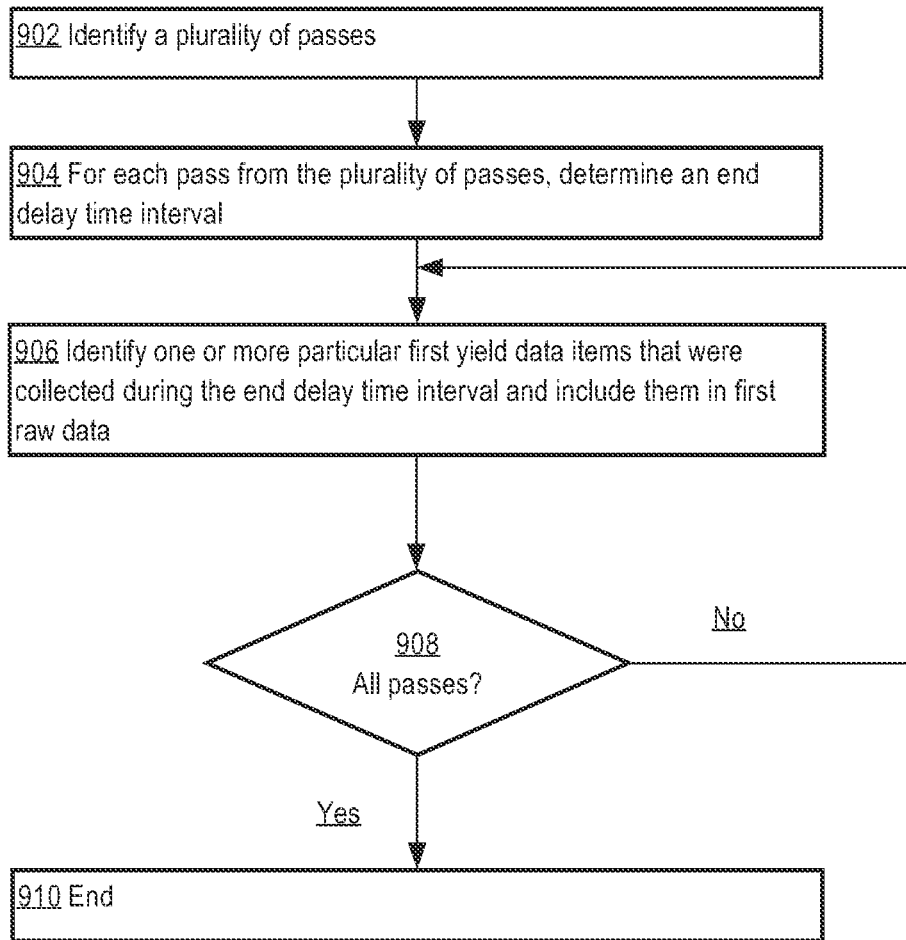 902 Identify a plurality of passes
904 For each pass from the plurality of passes, determine an end
delay time interval
906 Identify one or more particular first yield data items that were
collected during the end delay time interval and include them in first
raw data
908
All passes?
No
Yes
910 End